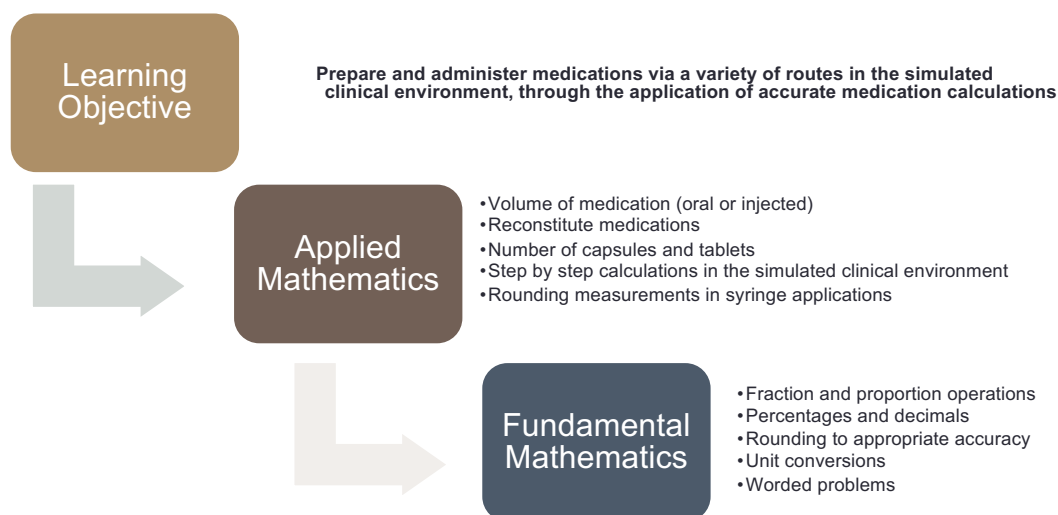 Learning
Objective
Prepare and administer medications via a variety of routes in the simulated
clinical environment, through the application of accurate medication calculations
Applied
Mathematics
•Volume of medication (oral or injected)
•Reconstitute medications
•Number of capsules and tablets
•Step by step calculations in the simulated clinical environment
•Rounding measurements in syringe applications
Fundamental
Mathematics
•Fraction and proportion operations
•Percentages and decimals
•Rounding to appropriate accuracy
•Unit conversions
•Worded problems